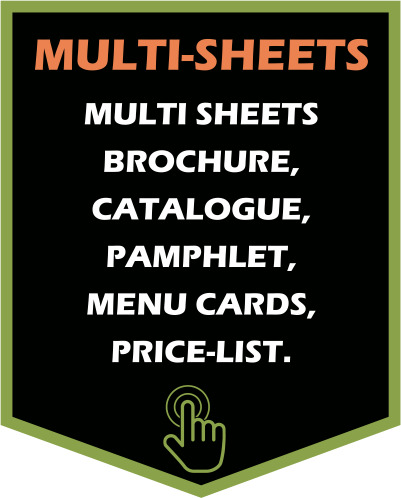 MULTI-SHEETS
MULTI SHEETS
BROCHURE,
CATALOGUE,
PAMPHLET,
MENU CARDS,
PRICE-LIST.